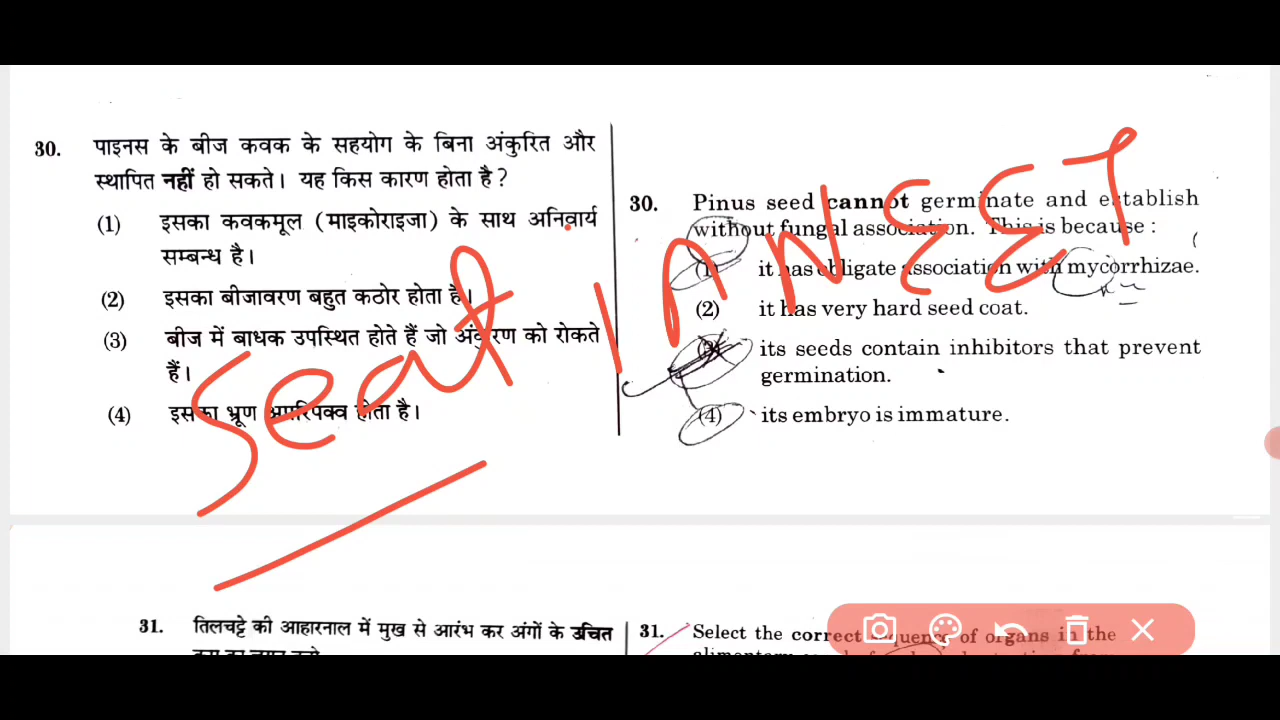 30. पाइनस के बीज कवक के सहयोग के बिना अंकुरित और
स्थापित नहीं हो सकते। यह किस कारण होता है?
(1) इसका कवकमूल (माइकोराइजा) के साथ अनिवार्य
सम्बन्ध है।
(2) इसका बीजावरण बहुत कठोर होता है।
(3) बीज में बाधक उपस्थित होते हैं जो अंकुरण को रोकते
हैं।
(4) इसका भ्रूण अपरिपक्व होता है।
30. Pinus seed cannot germinate and establish
without fungal association. This is because :
(1) it has obligate association with mycorrhizae.
(2) it has very hard seed coat.
(3) its seeds contain inhibitors that prevent
germination.
(4) its embryo is immature.
Seat 1A NEET
31. तिलचट्टे की आहारनाल में मुख से आरंभ कर अंगों के उचित
31. Select the correct sequence of organs in the